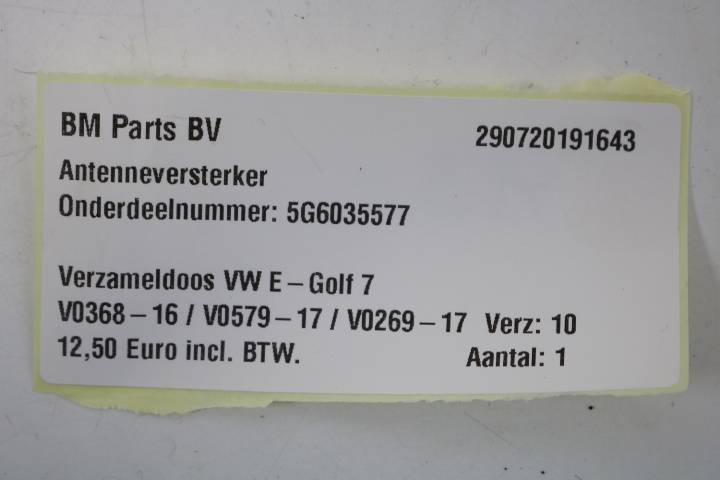 BM Parts BV 290720191643
Antenneversterker
Onderdeelnummer: 5G6035577
Verzameldoos VW E-Golf 7
V0368-16 / V0579-17 / V0269-17 Verz: 10
12,50 Euro incl. BTW. Aantal: 1